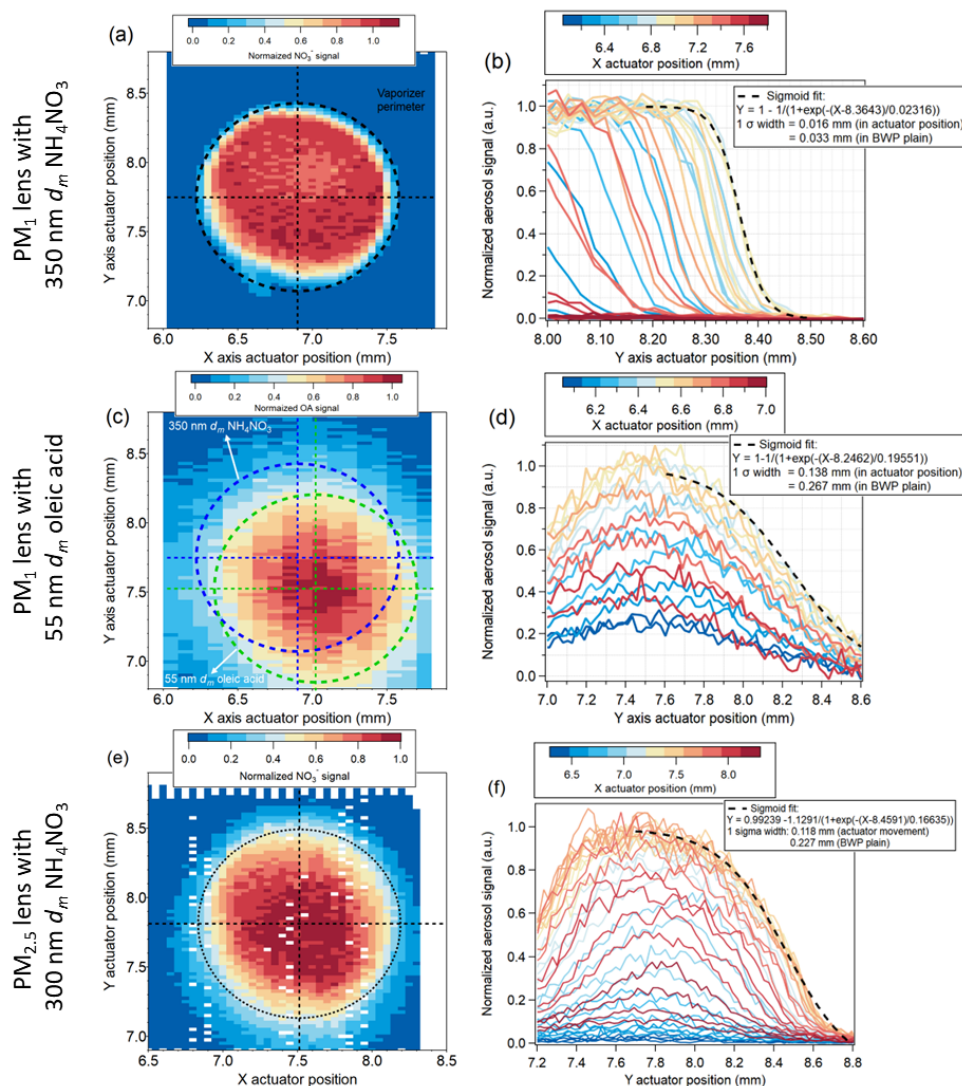 PM1 lens with
350 nm dm NH4NO3
(a)
0.0 0.2 0.4 0.6 0.8 1.0
Normaized NO3- signal
Vaporizer
perimeter
Y axis actuator position (mm)
8.5
8.0
7.5
7.0
6.0 6.5 7.0 7.5
X axis actuator position (mm)
(b)
6.4 6.8 7.2 7.6
X actuator position (mm)
Sigmoid fit:
Y = 1 - 1/(1+exp(-(X-8.3643)/0.02316))
1 σ width = 0.016 mm (in actuator position)
= 0.033 mm (in BWP plain)
Normalized aerosol signal (a.u.)
1.0
0.8
0.6
0.4
0.2
0.0
8.00 8.10 8.20 8.30 8.40 8.50 8.60
Y axis actuator position (mm)
PM1 lens with
55 nm dm oleic acid
(c)
0.0 0.2 0.4 0.6 0.8 1.0
Normalized OA signal
350 nm dm NH4NO3
55 nm dm oleic acid
Y axis actuator position (mm)
8.5
8.0
7.5
7.0
6.0 6.5 7.0 7.5
X axis actuator position (mm)
(d)
6.2 6.4 6.6 6.8 7.0
X actuator position (mm)
Sigmoid fit:
Y = 1-1/(1+exp(-(X-8.2462)/0.19551))
1 σ width = 0.138 mm (in actuator position)
= 0.267 mm (in BWP plain)
Normalized aerosol signal (a.u.)
1.0
0.8
0.6
0.4
0.2
0.0
7.0 7.2 7.4 7.6 7.8 8.0 8.2 8.4 8.6
Y axis actuator position (mm)
PM2.5 lens with
300 nm dm NH4NO3
(e)
0.0 0.2 0.4 0.6 0.8 1.0
Normalized NO3- signal
Y actuator position (mm)
8.5
8.0
7.5
7.0
6.5 7.0 7.5 8.0 8.5
X actuator position
(f)
6.5 7.0 7.5 8.0
X actuator position (mm)
Sigmoid fit:
Y = 0.99239 -1.1291/(1+exp(-(X-8.4591)/0.16635))
1 sigma width: 0.118 mm (actuator movement)
0.227 mm (BWP plain)
Normalized aerosol signal (a.u.)
1.0
0.8
0.6
0.4
0.2
0.0
7.2 7.4 7.6 7.8 8.0 8.2 8.4 8.6 8.8
Y actuator position (mm)